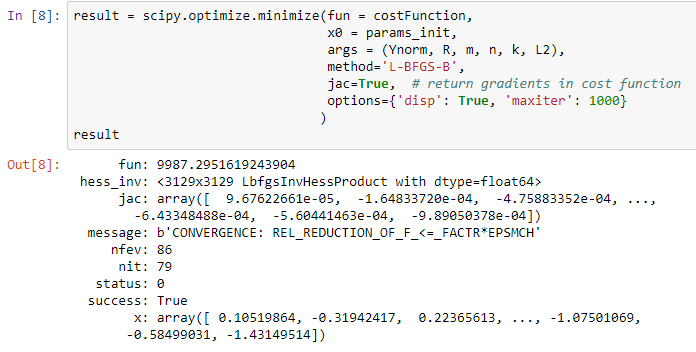 In [8]: result = scipy.optimize.minimize(fun = costFunction,
x0 = params_init,
args = (Ynorm, R, m, n, k, L2),
method='L-BFGS-B',
jac=True,  # return gradients in cost function
options={'disp': True, 'maxiter': 1000}
)
result
Out[8]: fun: 9987.2951619243904
hess_inv: <3129x3129 LbfgsInvHessProduct with dtype=float64>
jac: array([  9.67622661e-05,  -1.64833720e-04,  -4.75883352e-04, ...,
-6.43348488e-04,  -5.60441463e-04,  -9.89050378e-04])
message: b'CONVERGENCE: REL_REDUCTION_OF_F_<=_FACTR*EPSMCH'
nfev: 86
nit: 79
status: 0
success: True
x: array([ 0.10519864, -0.31942417,  0.22365613, ..., -1.07501069,
-0.58499031, -1.43149514])